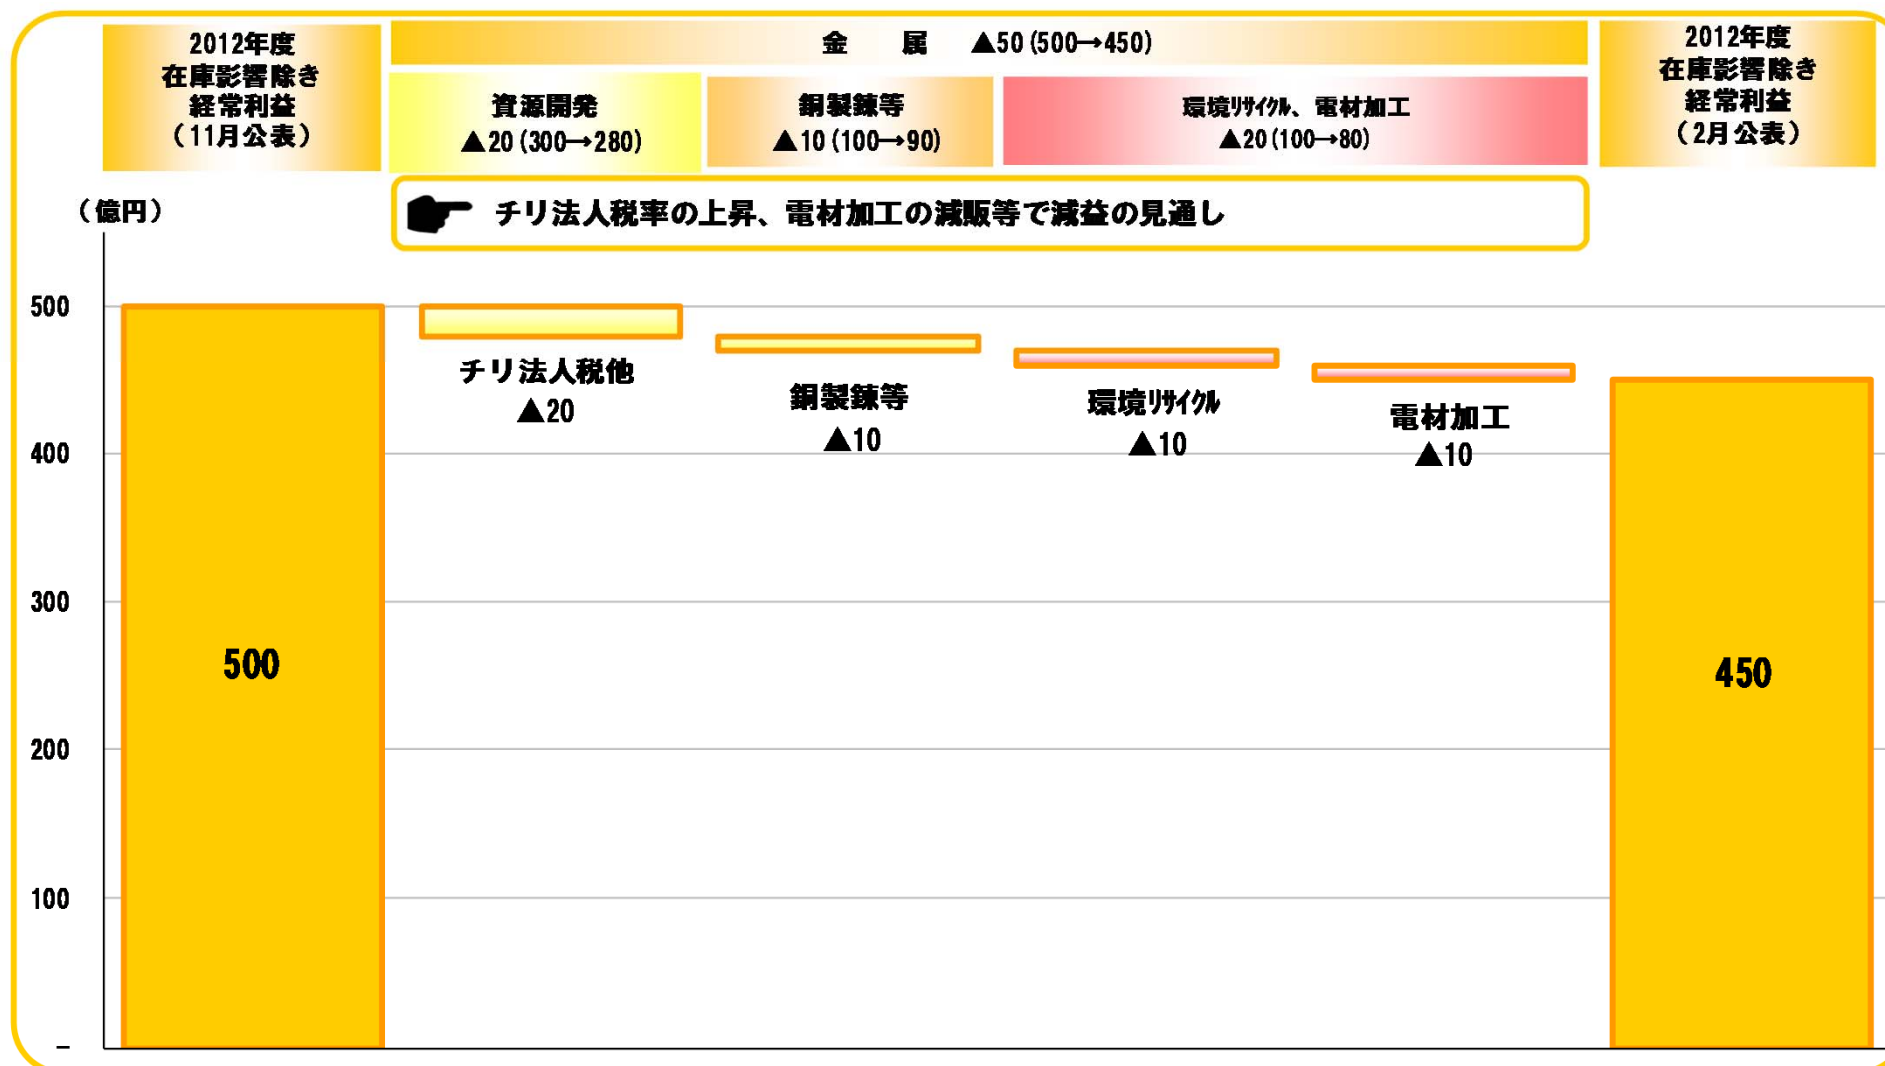 2012年度
在庫影響除き
経常利益
（11月公表）
金　　属　▲50(500→450)
資源開発
▲20(300→280)
銅製錬等
▲10(100→90)
環境ﾘｻｲｸﾙ、電材加工
▲20(100→80)
2012年度
在庫影響除き
経常利益
（2月公表）
（億円）
チリ法人税率の上昇、電材加工の減販等で減益の見通し
500
400
300
200
100
－
500
チリ法人税他
▲20
銅製錬等
▲10
環境ﾘｻｲｸﾙ
▲10
電材加工
▲10
450